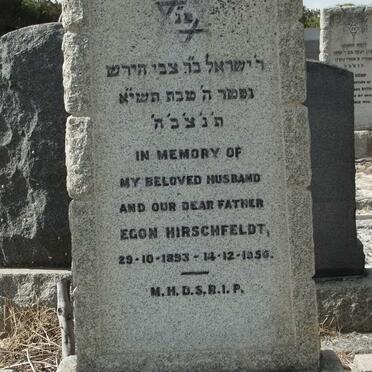 פנ
ר' ישראל ב"ר צבי הירש
נפטר ה' טבת תשי"א
ת' נ' צ' ב' ה'
IN MEMORY OF
MY BELOVED HUSBAND
AND OUR DEAR FATHER
EGON HIRSCHFELDT,
29-10-1893 - 14-12-1950.
M.H.D.S.R.I.P.